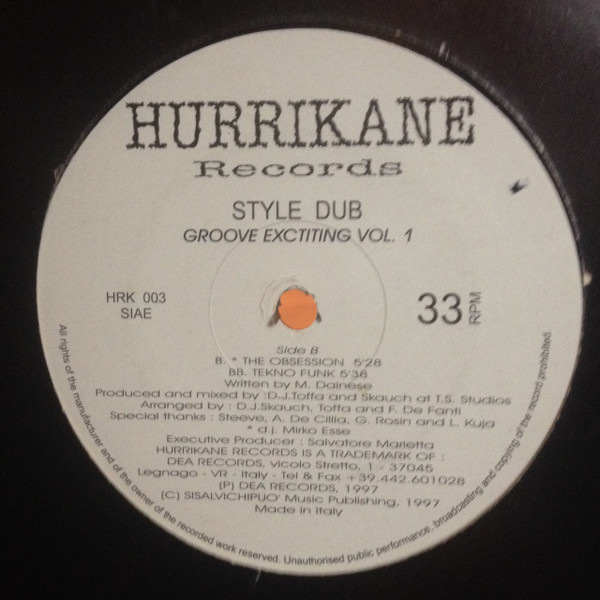 HURRIKANE
Records
STYLE DUB
GROOVE EXCTITING VOL. 1
HRK 003
SIAE
33 RPM
Side B
B. * THE OBSESSION 5'28
BB. TEKNO FUNK 5'36
Written by M. Dainese
Produced and mixed by :D.J.Toffa and Skauch at T.S. Studios
Arranged by : D.J.Skauch, Toffa and F. De Fanti
Special thanks : Steeve, A. De Cillia, G. Rosin and L. Kuja
* d.j. Mirko Esse
Executive Producer : Salvatore Marletta
HURRIKANE RECORDS IS A TRADEMARK OF :
DEA RECORDS, vicolo Stretto, 1 - 37045
Legnago - VR - Italy - Tel & Fax +39.442.601028
(P) DEA RECORDS, 1997
(C) SISALVICHIPUO' Music Publishing, 1997
Made in Italy
All rights of the manufacturer and of the owner of the recorded work reserved. Unauthorised public performance, broadcasting and copying of the record prohibited.